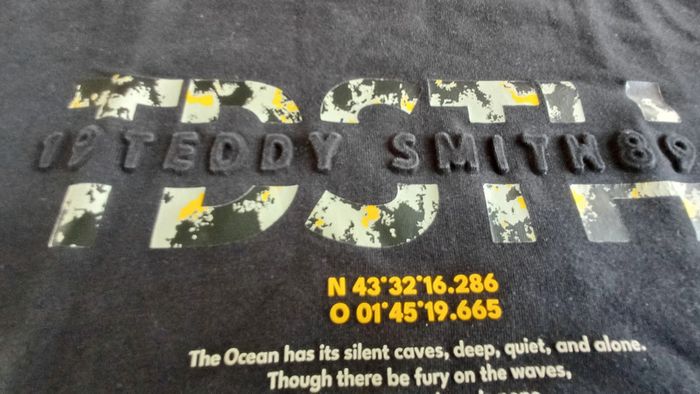 TDSTH
19 TEDDY SMITH 89
N 43°32'16.286
O 01°45'19.665
The Ocean has its silent caves, deep, quiet, and alone.
Though there be fury on the waves,